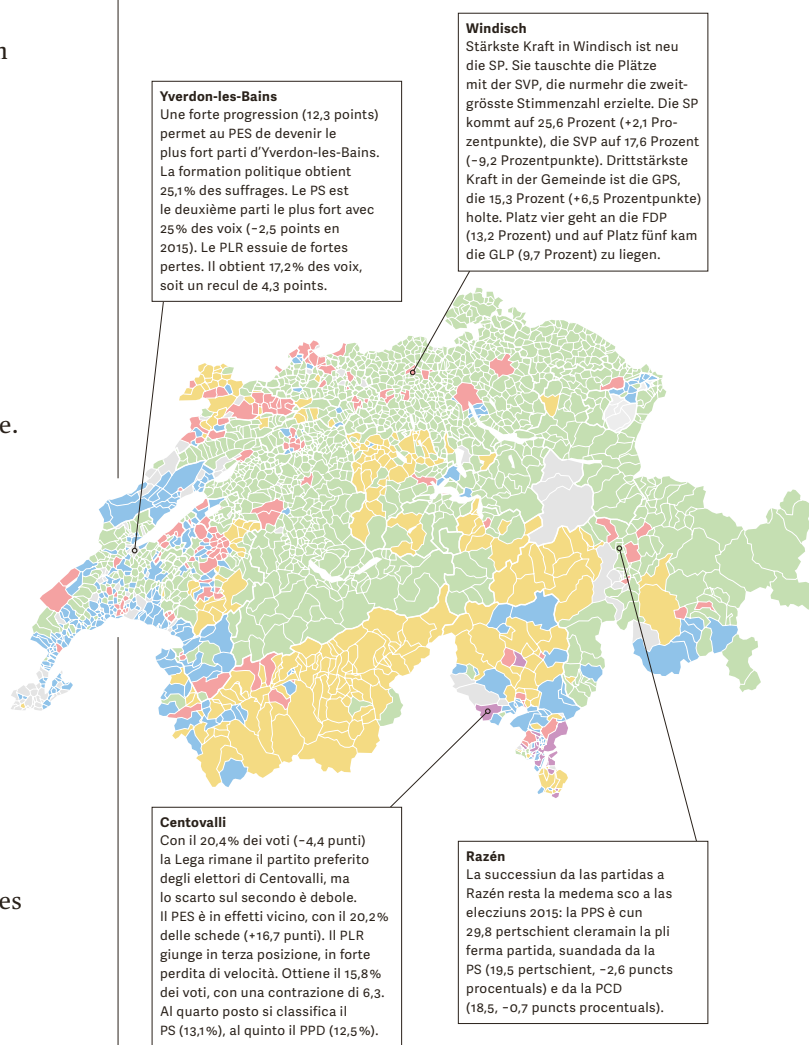 n
e.
es
Windisch
Stärkste Kraft in Windisch ist neu
die SP. Sie tauschte die Plätze
mit der SVP, die nurmehr die zweit-
grösste Stimmenzahl erzielte. Die SP
kommt auf 25,6 Prozent (+2,1 Pro-
zentpunkte), die SVP auf 17,6 Prozent
(−9,2 Prozentpunkte). Drittstärkste
Kraft in der Gemeinde ist die GPS,
die 15,3 Prozent (+6,5 Prozentpunkte)
holte. Platz vier geht an die FDP
(13,2 Prozent) und auf Platz fünf kam
die GLP (9,7 Prozent) zu liegen.
Yverdon-les-Bains
Une forte progression (12,3 points)
permet au PES de devenir le
plus fort parti d’Yverdon-les-Bains.
La formation politique obtient
25,1% des suffrages. Le PS est
le deuxième parti le plus fort avec
25% des voix (−2,5 points en
2015). Le PLR essuie de fortes
pertes. Il obtient 17,2% des voix,
soit un recul de 4,3 points.
Centovalli
Con il 20,4% dei voti (−4,4 punti)
la Lega rimane il partito preferito
degli elettori di Centovalli, ma
lo scarto sul secondo è debole.
Il PES è in effetti vicino, con il 20,2%
delle schede (+16,7 punti). Il PLR
giunge in terza posizione, in forte
perdita di velocità. Ottiene il 15,8%
dei voti, con una contrazione di 6,3.
Al quarto posto si classifica il
PS (13,1%), al quinto il PPD (12,5%).
Razén
La successiun da las partidas a
Razén resta la medema sco a las
elecziuns 2015: la PPS è cun
29,8 pertschient cleramain la pli
ferma partida, suandada da la
PS (19,5 pertschient, −2,6 puncts
procentuals) e da la PCD
(18,5, −0,7 puncts procentuals).